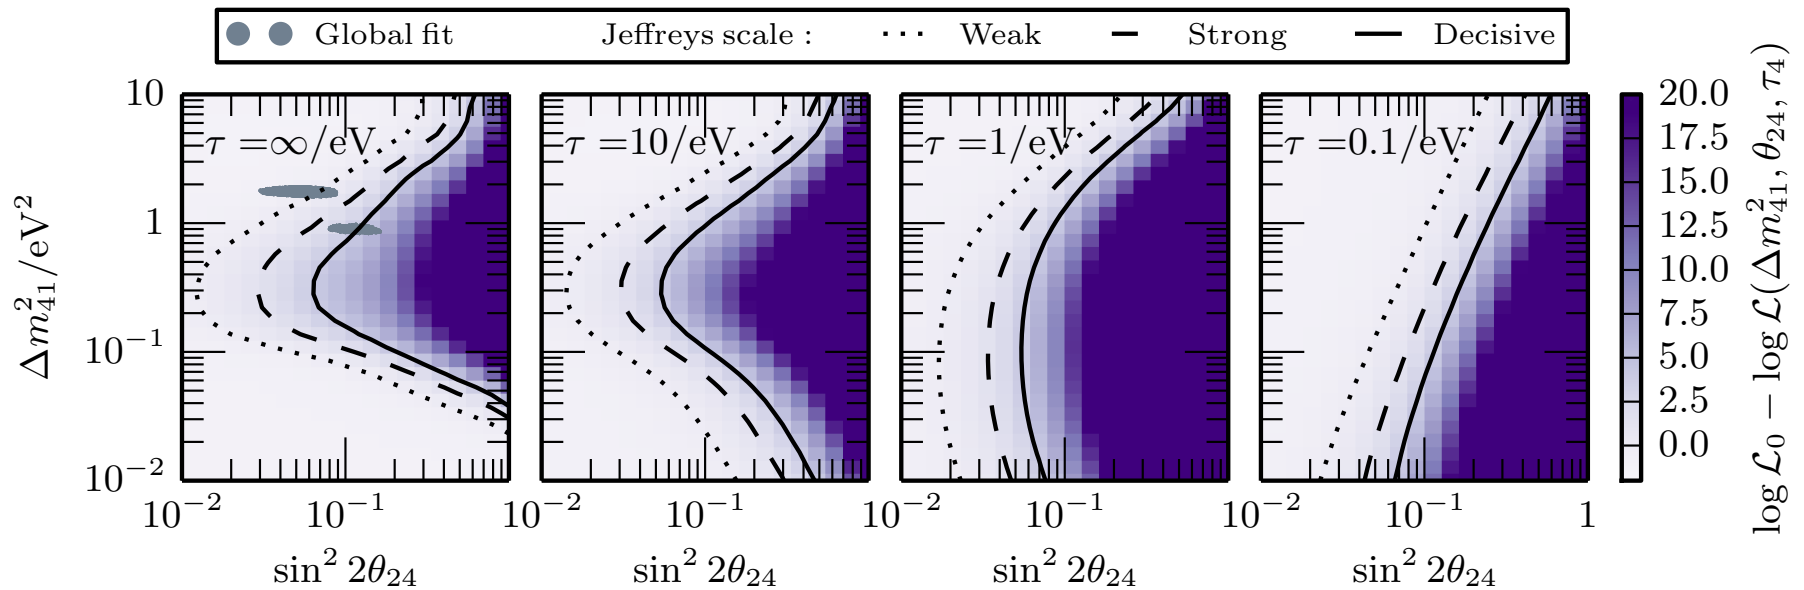 Global fit Jeffreys scale : Weak Strong Decisive
τ =∞/eV τ =10/eV τ =1/eV τ =0.1/eV
10
1
10⁻¹
10⁻²
Δm²₄₁/eV²
10⁻² 10⁻¹ 10⁻² 10⁻¹ 10⁻² 10⁻¹ 10⁻² 10⁻¹ 1
sin² 2θ₂₄ sin² 2θ₂₄ sin² 2θ₂₄ sin² 2θ₂₄
20.0
17.5
15.0
12.5
10.0
7.5
5.0
2.5
0.0
log ℒ₀ − log ℒ(Δm²₄₁, θ₂₄, τ₄)